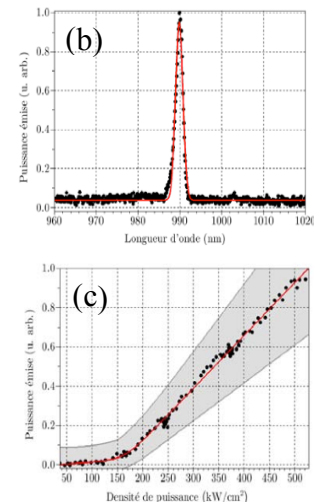 (b)
Puissance émise (u. arb.)
1.0
0.8
0.6
0.4
0.2
0.0
960 970 980 990 1000 1010 1020
Longueur d'onde (nm)
(c)
Puissance émise (u. arb.)
1.0
0.8
0.6
0.4
0.2
0.0
50 100 150 200 250 300 350 400 450 500
Densité de puissance (kW/cm²)